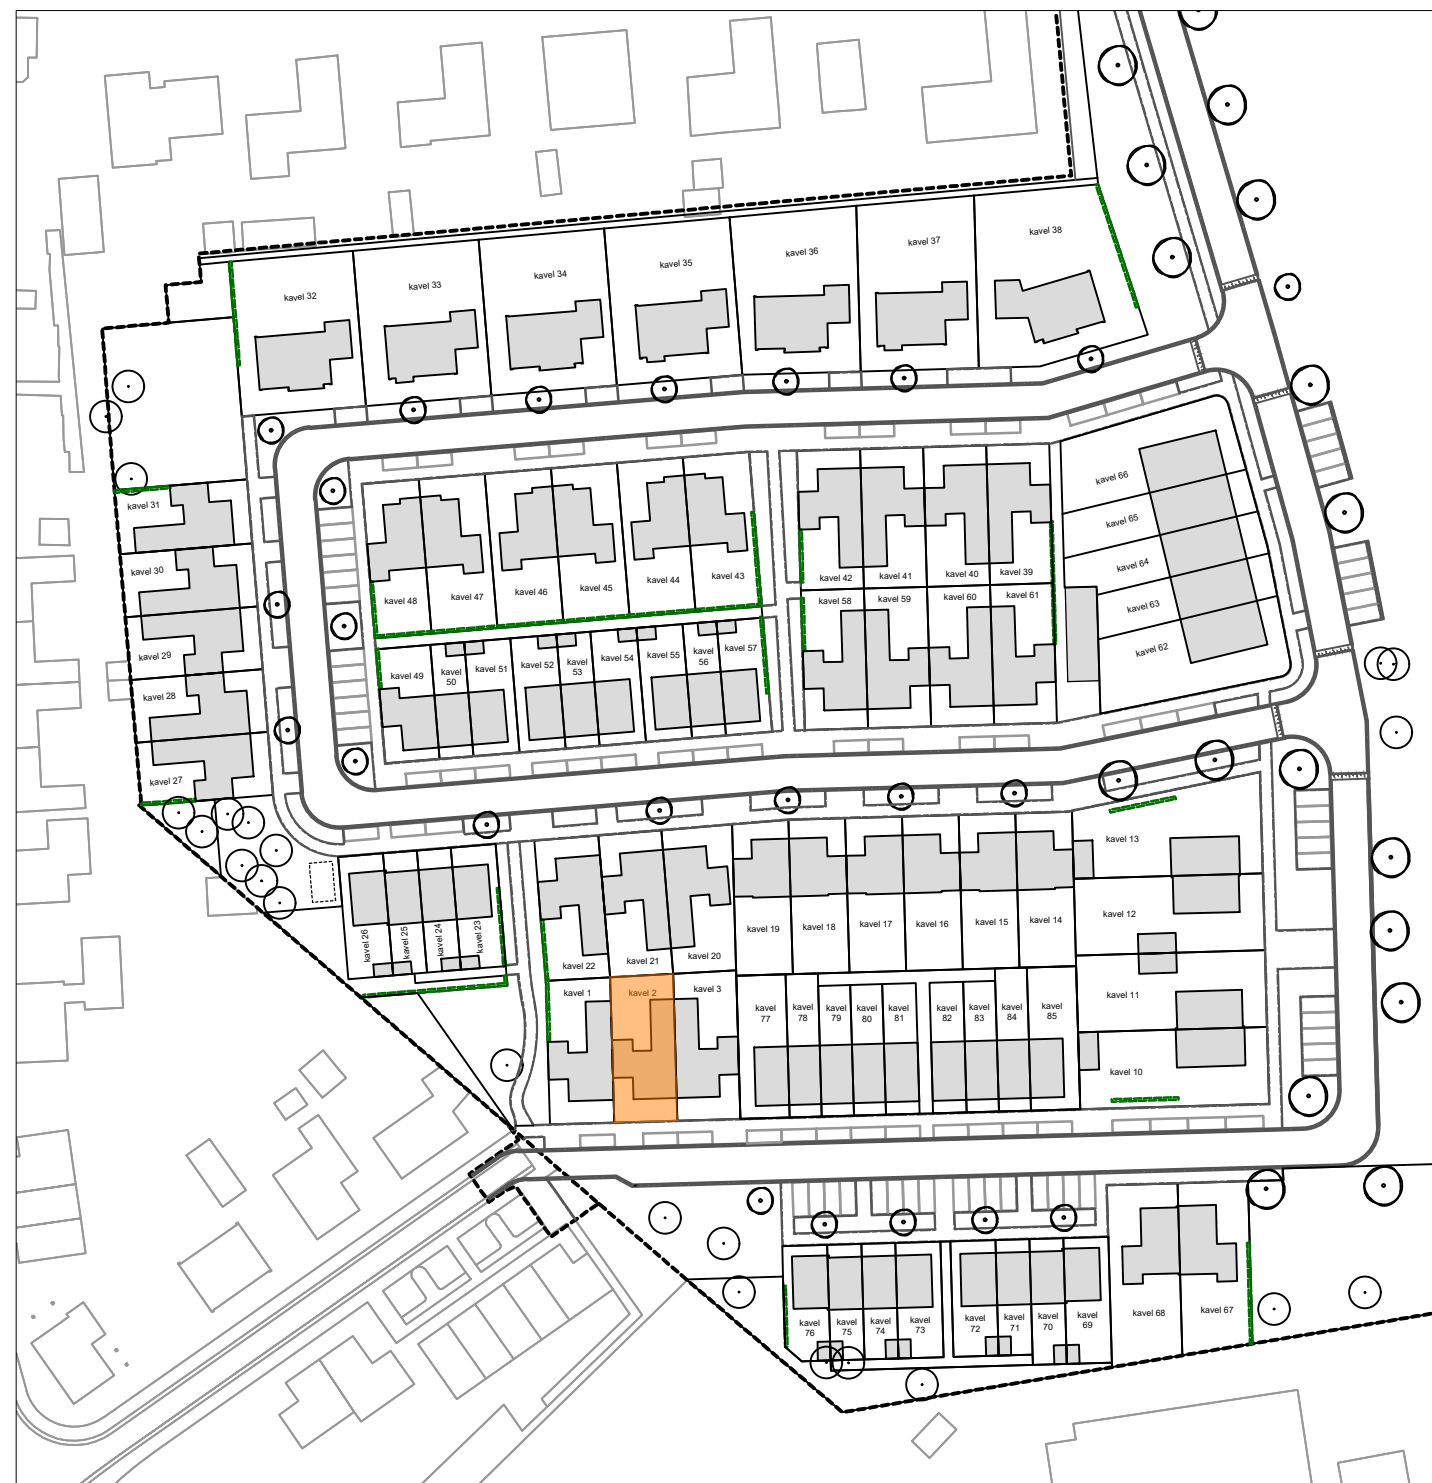 kavel 38
kavel 37
kavel 36
kavel 35
kavel 34
kavel 33
kavel 32
kavel 31
kavel 30
kavel 29
kavel 28
kavel 27
kavel 48
kavel 47
kavel 46
kavel 45
kavel 44
kavel 43
kavel 42
kavel 41
kavel 40
kavel 39
kavel 66
kavel 65
kavel 64
kavel 63
kavel 62
kavel 58
kavel 59
kavel 60
kavel 61
kavel 49
kavel
50
kavel 51
kavel 52
kavel
53
kavel 54
kavel 55
kavel
56
kavel 57
kavel 26
kavel 25
kavel 24
kavel 23
kavel 22
kavel 21
kavel 20
kavel 19
kavel 18
kavel 17
kavel 16
kavel 15
kavel 14
kavel 13
kavel 12
kavel 11
kavel 10
kavel 1
kavel 2
kavel 3
kavel
77
kavel
78
kavel
79
kavel
80
kavel
81
kavel
82
kavel
83
kavel
84
kavel
85
kavel
76
kavel
75
kavel
74
kavel
73
kavel
72
kavel
71
kavel
70
kavel
69
kavel 68
kavel 67